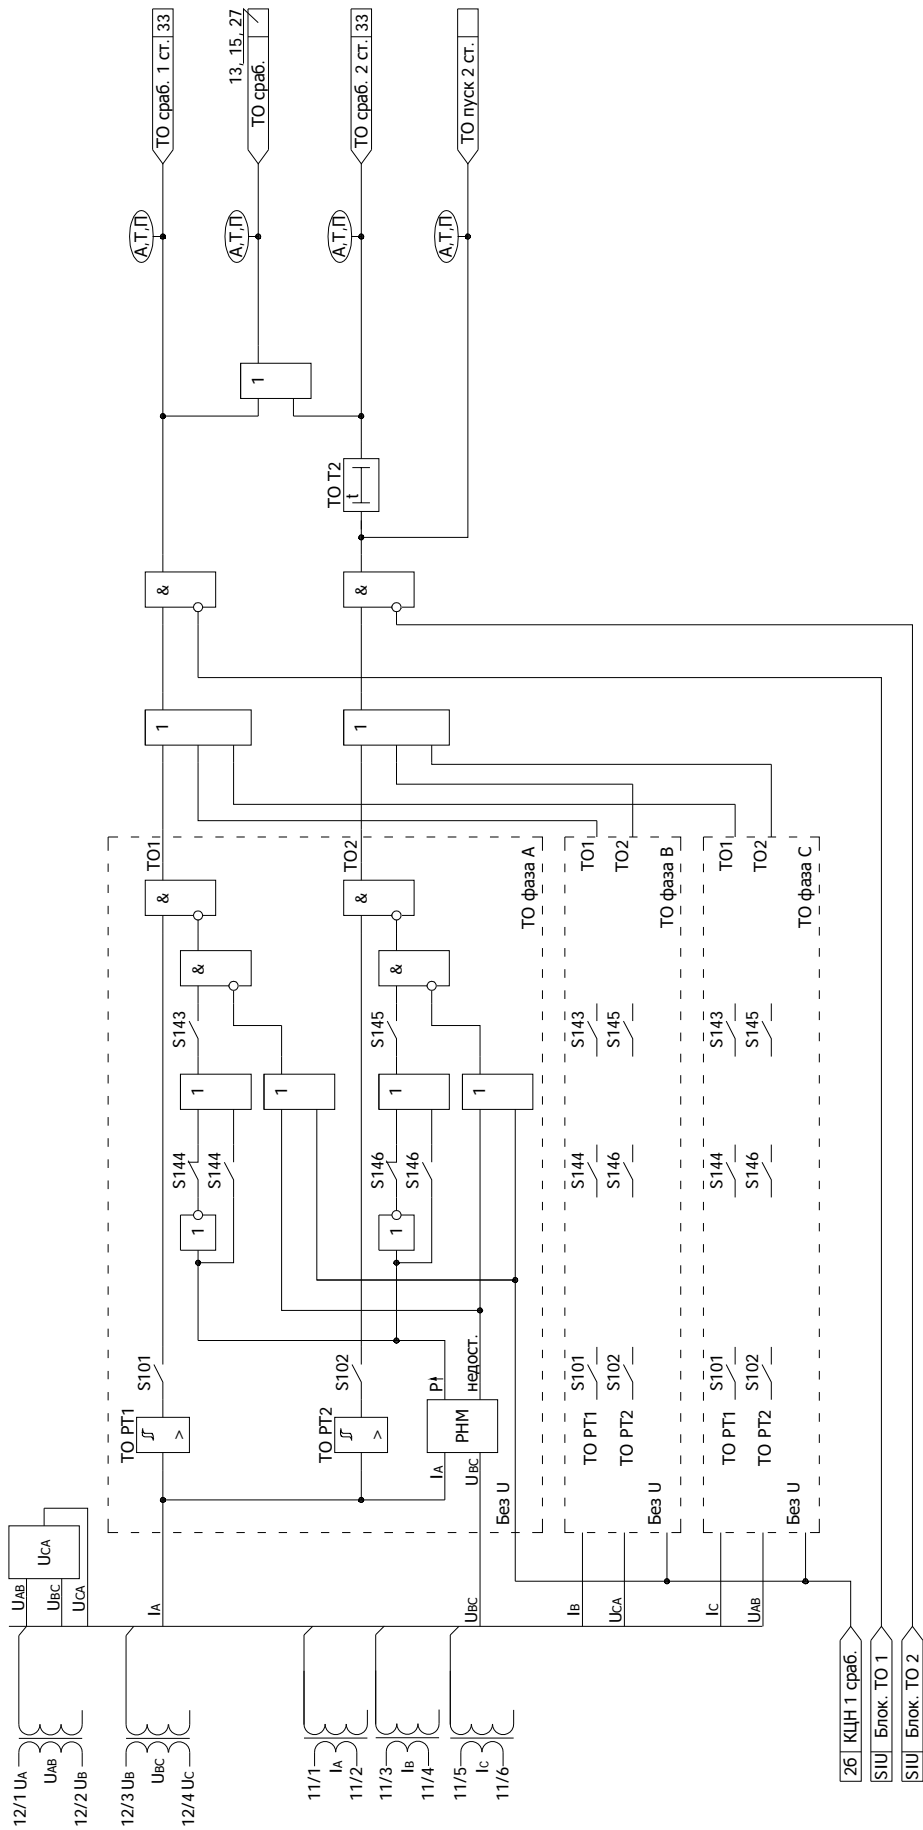 12/1 UA
UAB
12/2 UB
12/3 UB
UBC
12/4 UC
11/1
IA
11/2
11/3
IB
11/4
11/5
IC
11/6
2б КЦН 1 сраб.
SIU Блок. ТО 1
SIU Блок. ТО 2
UAB
UBC
UCA
UCA
IA
UBC
IB
UCA
IC
UAB
ТО РТ1
>
S101
ТО РТ2
>
S102
IA
UBC
РНМ
P
недост.
Без U
1
S144
S144
1
S143
1
&
&
ТО1
1
S146
S146
1
S145
1
&
&
ТО2
ТО фаза А
ТО РТ1
ТО РТ2
S101
S102
S144
S146
S143
S145
ТО1
ТО2
Без U
ТО фаза В
ТО РТ1
ТО РТ2
S101
S102
S144
S146
S143
S145
ТО1
ТО2
Без U
ТО фаза С
1
1
&
&
ТО Т2
t
1
А,Т,П
А,Т,П
А,Т,П
А,Т,П
ТО сраб. 1 ст. 33
13, 15, 27
ТО сраб.
ТО сраб. 2 ст. 33
ТО пуск 2 ст.